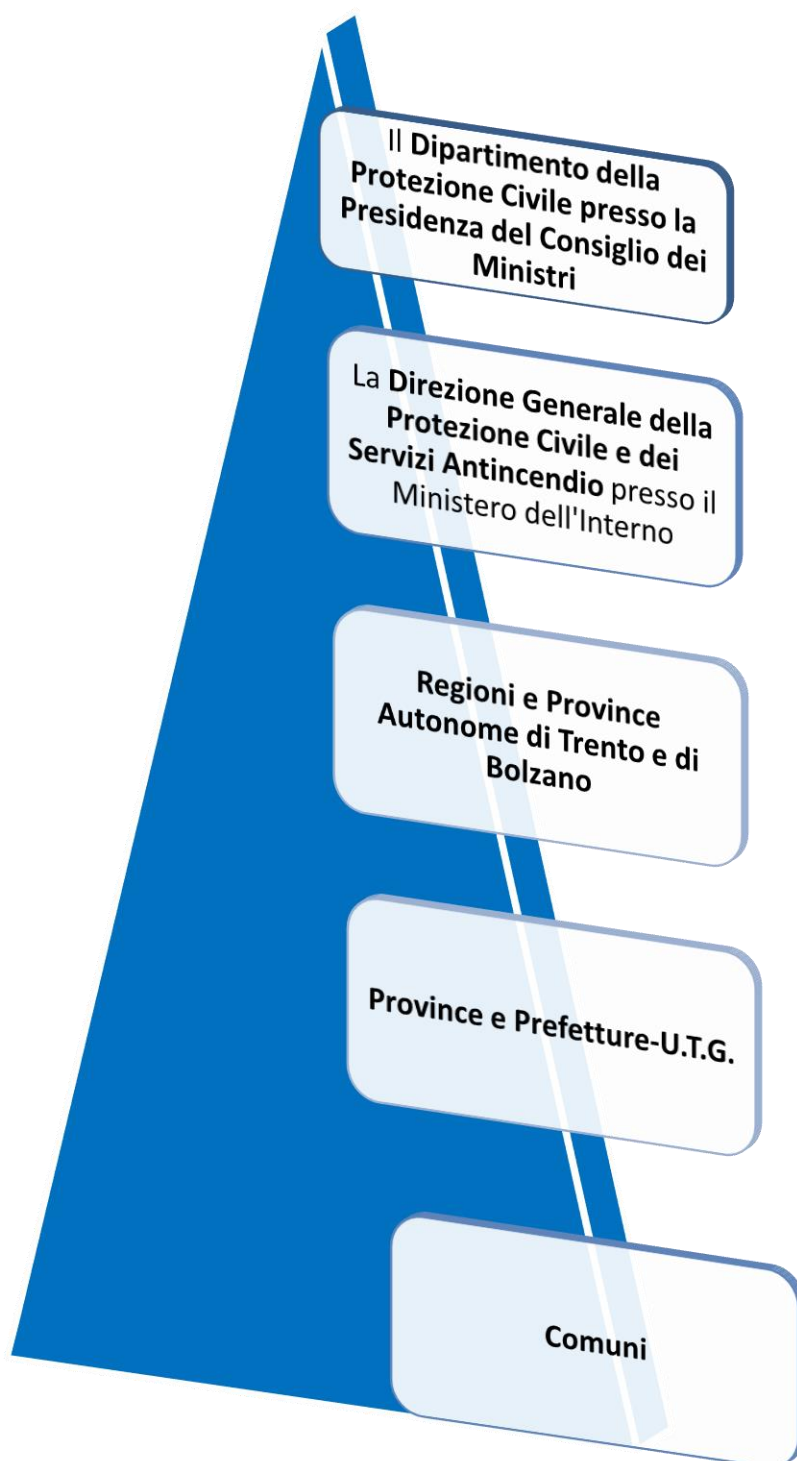 Il Dipartimento della
Protezione Civile presso la
Presidenza del Consiglio dei
Ministri
La Direzione Generale della
Protezione Civile e dei
Servizi Antincendio presso il
Ministero dell'Interno
Regioni e Province
Autonome di Trento e di
Bolzano
Province e Prefetture-U.T.G.
Comuni